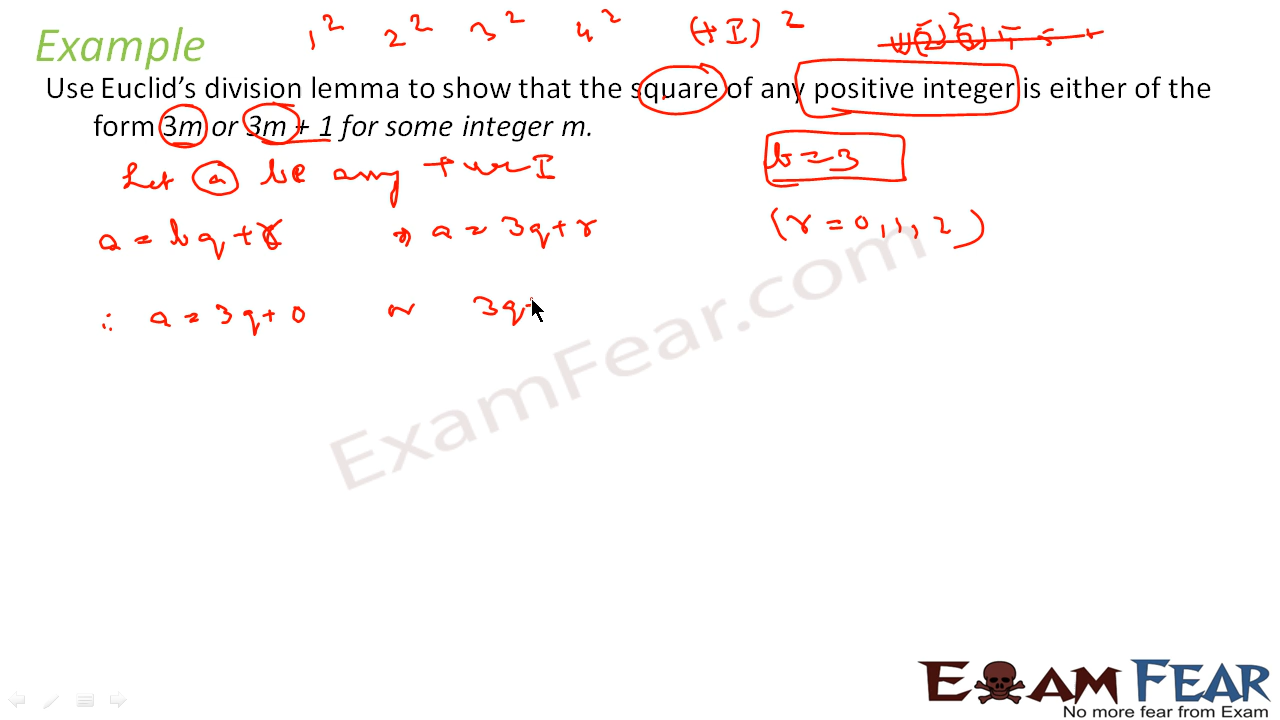 1² 2² 3² 4² (+I)²
Example
Use Euclid's division lemma to show that the square of any positive integer is either of the
form 3m or 3m + 1 for some integer m.
b = 3
Let a be any +ve I
a = bq + r ⇒ a = 3q + r (r = 0, 1, 2)
∴ a = 3q + 0 or 3q+
ExamFear.com
EXAM FEAR
No more fear from Exam